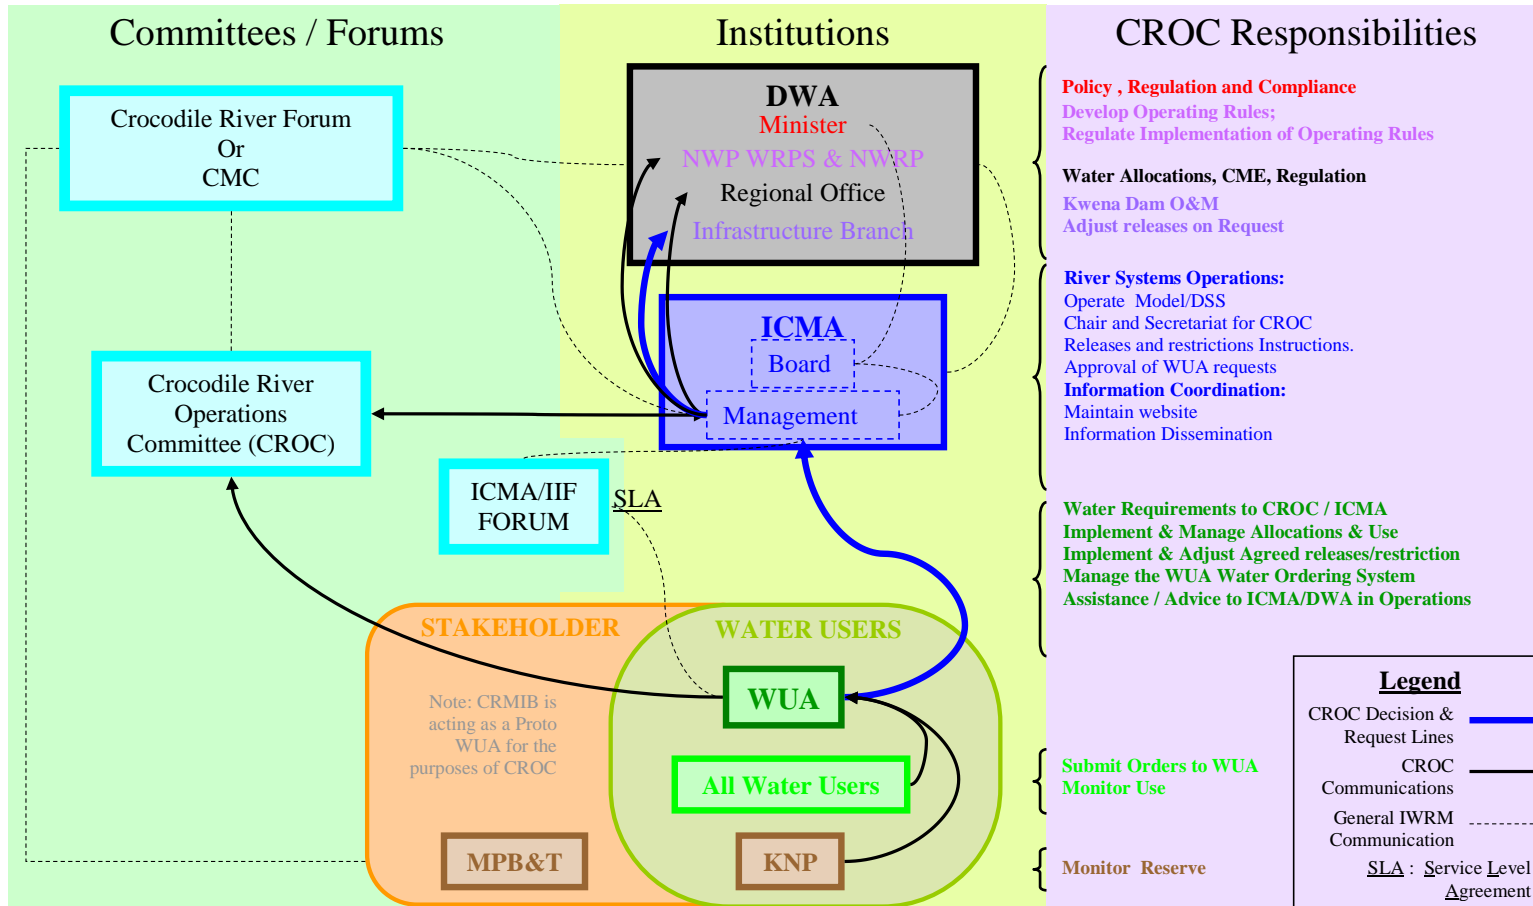 Committees / Forums
Institutions
CROC Responsibilities
Crocodile River Forum
Or
CMC
Crocodile River
Operations
Committee (CROC)
ICMA/IIF
FORUM
SLA
DWA
Minister
NWP WRPS & NWRP
Regional Office
Infrastructure Branch
ICMA
Board
Management
STAKEHOLDER
WATER USERS
Note: CRMIB is
acting as a Proto
WUA for the
purposes of CROC
WUA
All Water Users
MPB&T
KNP
Policy , Regulation and Compliance
Develop Operating Rules;
Regulate Implementation of Operating Rules
Water Allocations, CME, Regulation
Kwena Dam O&M
Adjust releases on Request
River Systems Operations:
Operate Model/DSS
Chair and Secretariat for CROC
Releases and restrictions Instructions.
Approval of WUA requests
Information Coordination:
Maintain website
Information Dissemination
Water Requirements to CROC / ICMA
Implement & Manage Allocations & Use
Implement & Adjust Agreed releases/restriction
Manage the WUA Water Ordering System
Assistance / Advice to ICMA/DWA in Operations
Submit Orders to WUA
Monitor Use
Monitor Reserve
Legend
CROC Decision &
Request Lines
CROC
Communications
General IWRM
Communication
SLA : Service Level
Agreement